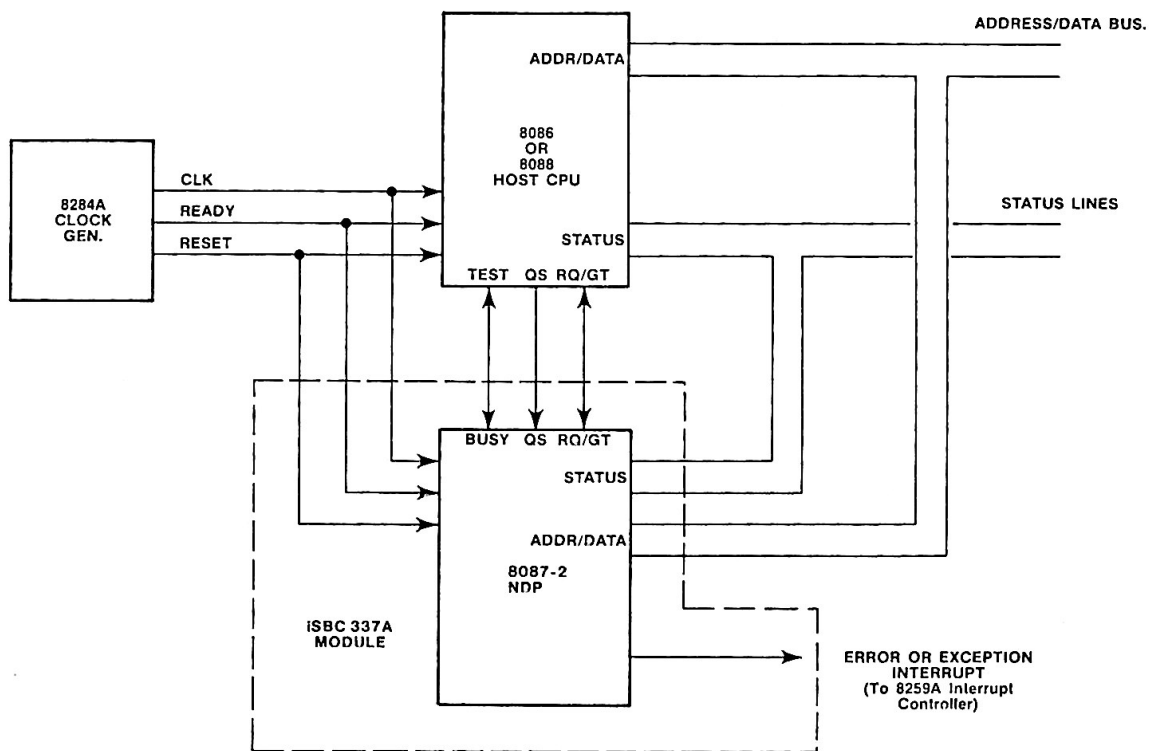 ADDRESS/DATA BUS.
ADDR/DATA
8086
OR
8088
HOST CPU
8284A
CLOCK
GEN.
CLK
READY
RESET
STATUS LINES
STATUS
TEST QS RQ/GT
BUSY QS RQ/GT
STATUS
ADDR/DATA
8087-2
NDP
iSBC 337A
MODULE
ERROR OR EXCEPTION
INTERRUPT
(To 8259A Interrupt
Controller)